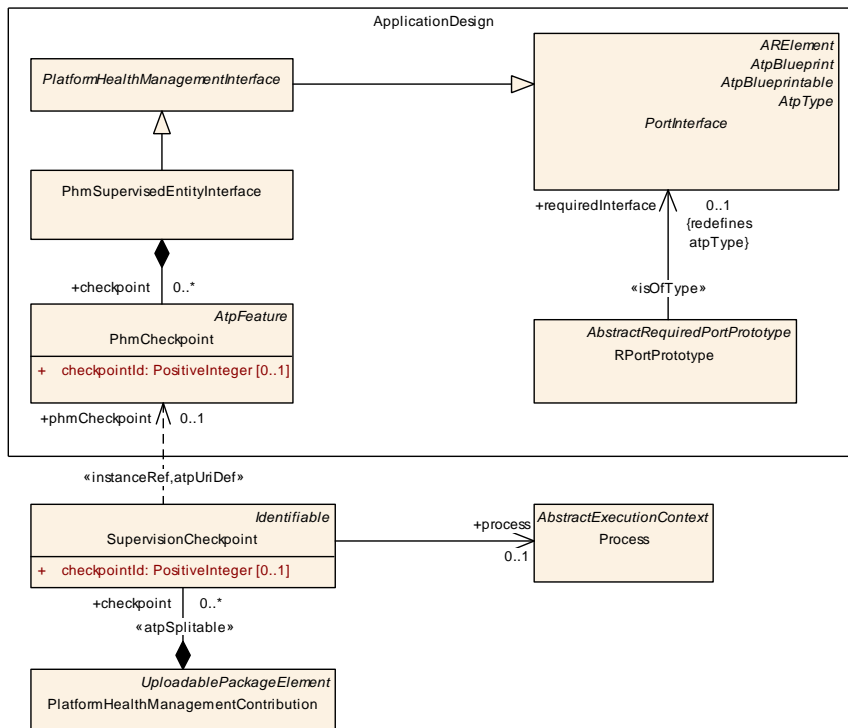 ApplicationDesign
ARElement
AtpBlueprint
AtpBlueprintable
AtpType
PortInterface
PlatformHealthManagementInterface
PhmSupervisedEntityInterface
+requiredInterface 0..1
{redefines
atpType}
+checkpoint 0..*
«isOfType»
AtpFeature
PhmCheckpoint
+ checkpointId: PositiveInteger [0..1]
AbstractRequiredPortPrototype
RPortPrototype
+phmCheckpoint 0..1
«instanceRef,atpUriDef»
Identifiable
SupervisionCheckpoint
+ checkpointId: PositiveInteger [0..1]
+process
0..1
AbstractExecutionContext
Process
+checkpoint 0..*
«atpSplitable»
UploadablePackageElement
PlatformHealthManagementContribution